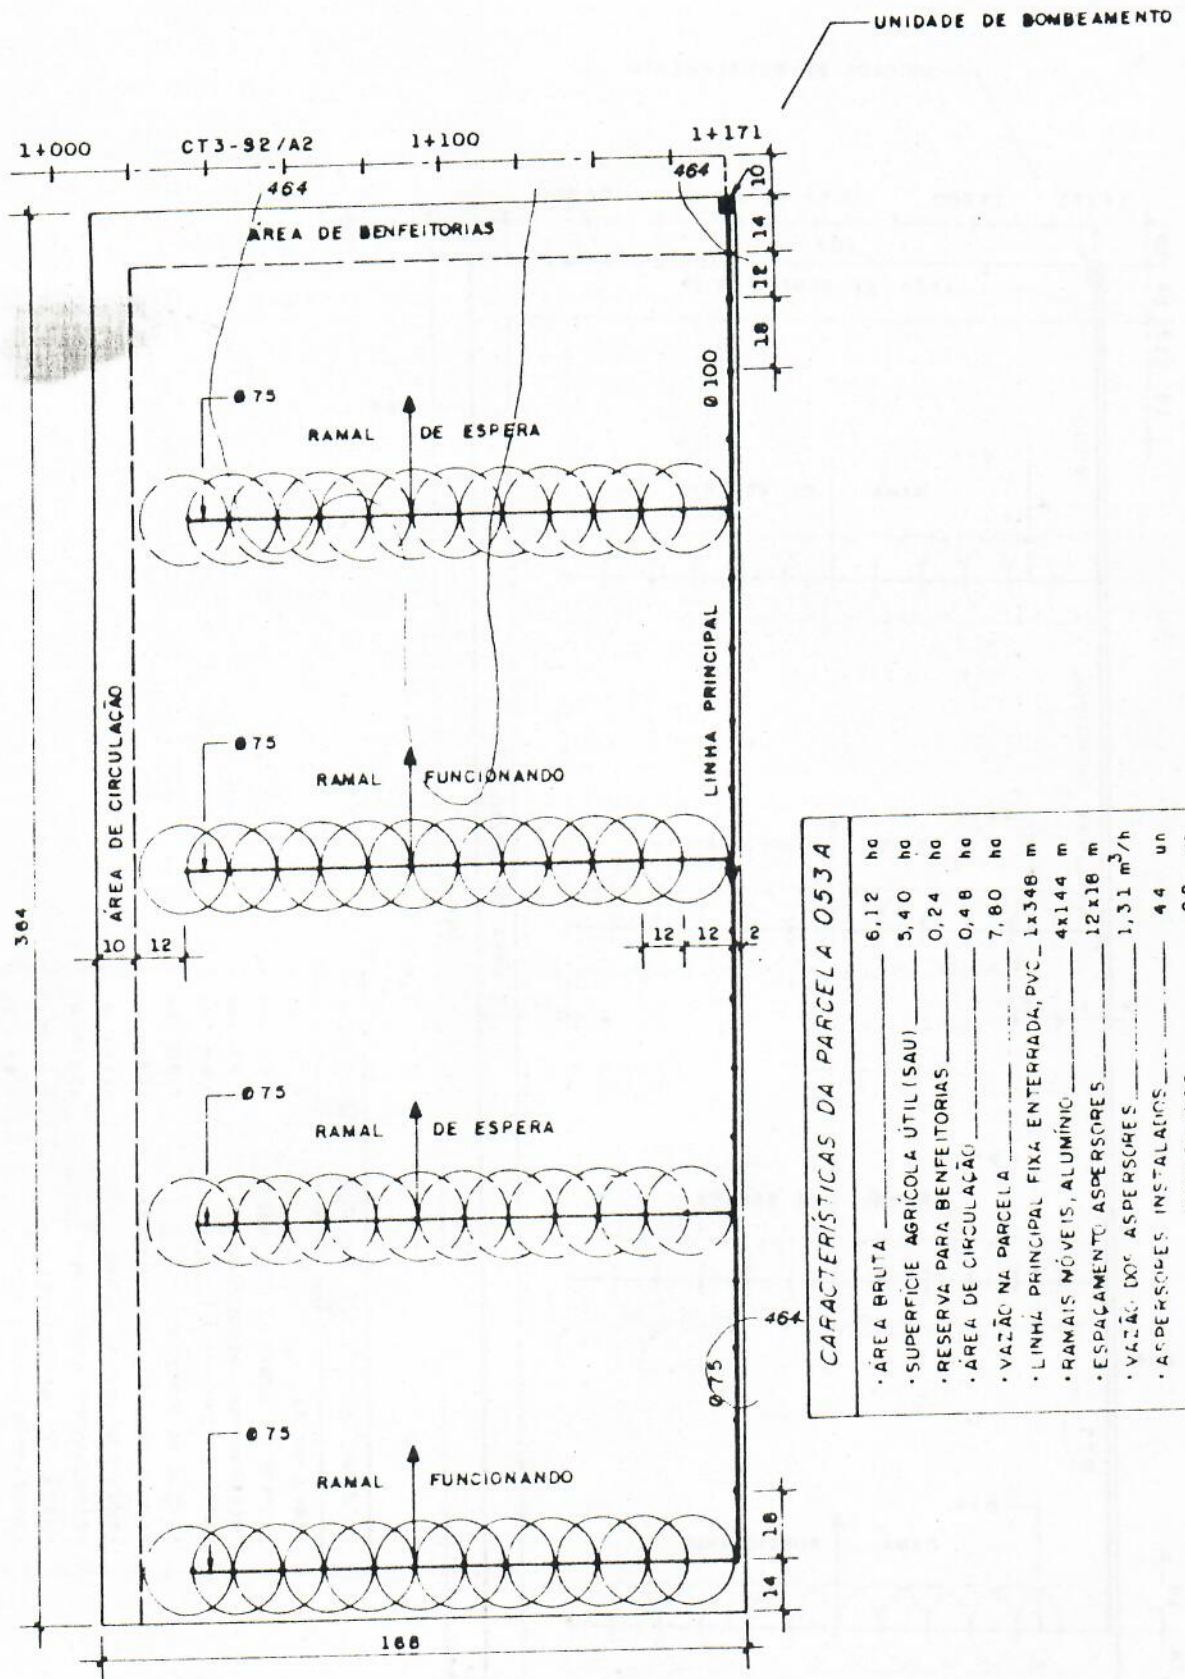 UNIDADE DE BOMBEAMENTO
1+000
CT3-S2/A2
1+100
1+171
464
464
10
ÁREA DE BENFEITORIAS
14
12
18
Ø 75
Ø 100
RAMAL DE ESPERA
LINHA PRINCIPAL
ÁREA DE CIRCULAÇÃO
Ø 75
RAMAL FUNCIONANDO
364
10
12
12
12
2
Ø 75
RAMAL DE ESPERA
464
Ø 75
Ø 75
RAMAL FUNCIONANDO
18
14
168
CARACTERÍSTICAS DA PARCELA 053 A
· ÁREA BRUTA 6,12 ha
· SUPERFÍCIE AGRÍCOLA ÚTIL (SAU) 5,40 ha
· RESERVA PARA BENFEITORIAS 0,24 ha
· ÁREA DE CIRCULAÇÃO 0,48 ha
· VAZÃO NA PARCELA 7,80 ha
· LINHA PRINCIPAL FIXA ENTERRADA, PVC 1x348 m
· RAMAIS MÓVEIS, ALUMÍNIO 4x144 m
· ESPAÇAMENTO ASPERSORES 12x18 m
· VAZÃO DOS ASPERSORES 1,31 m³/h
· ASPERSORES INSTALADOS 44 un